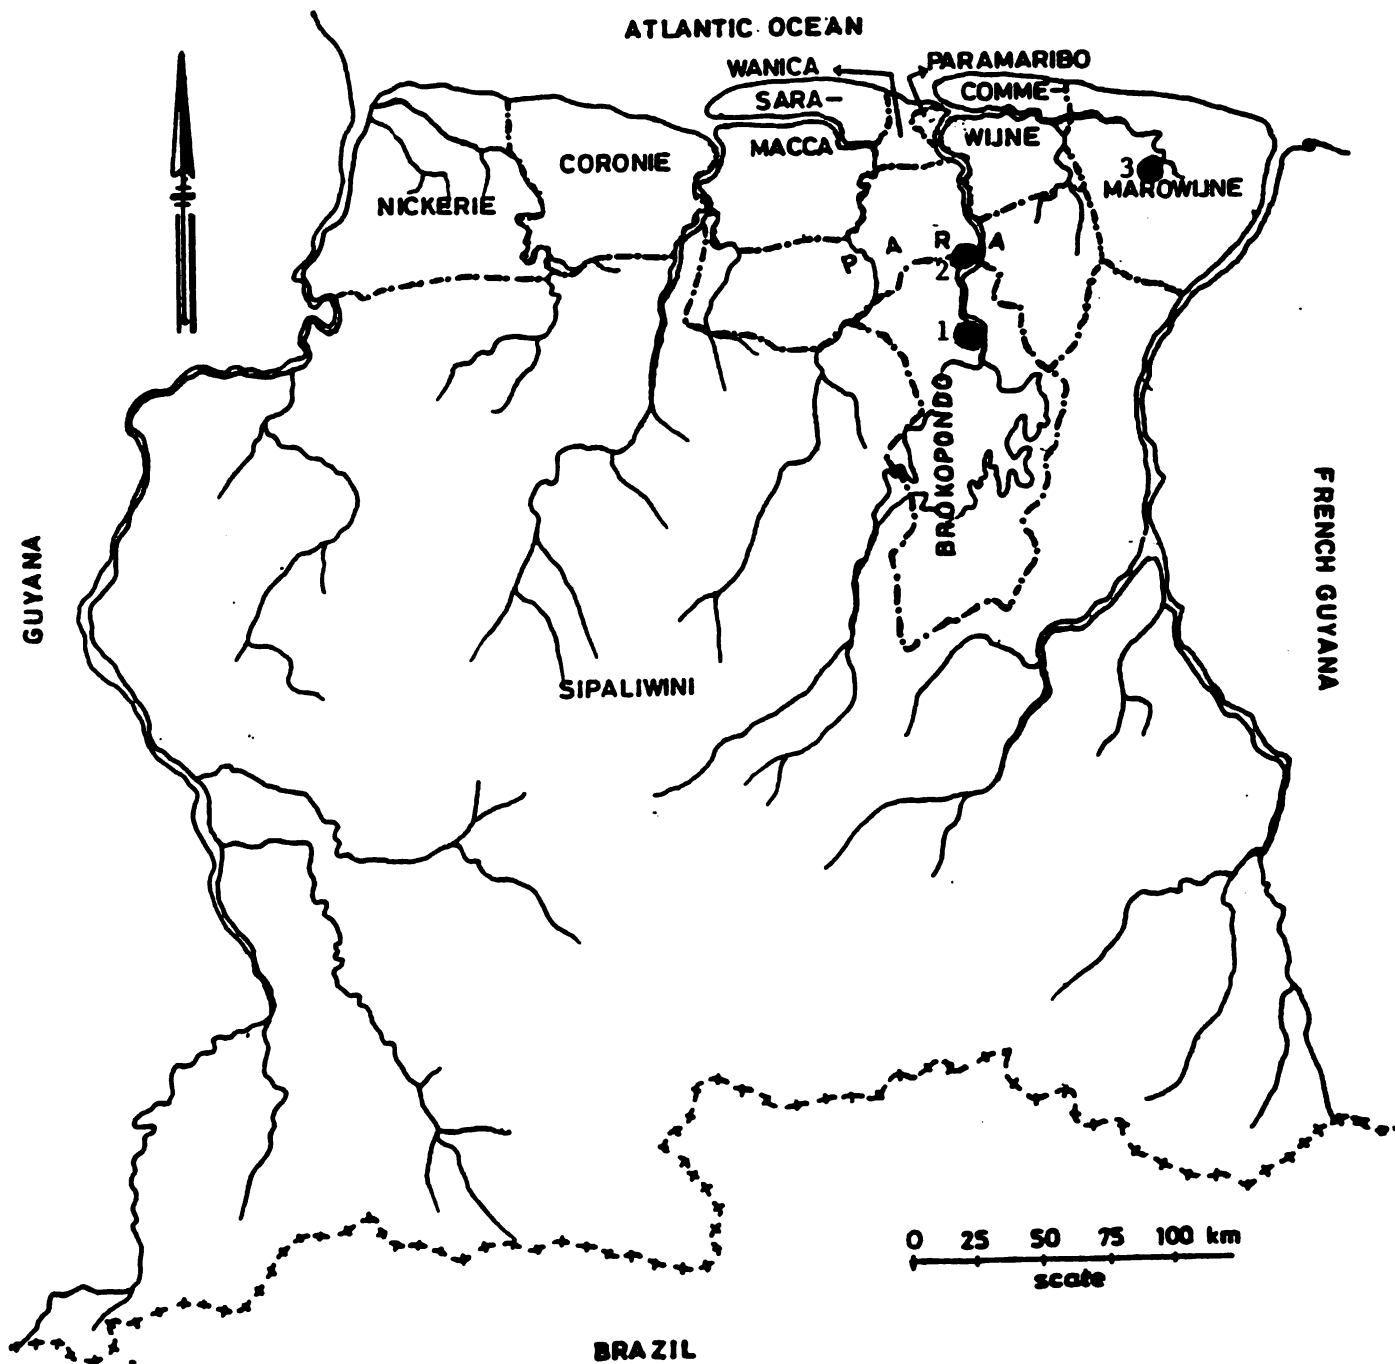 ATLANTIC OCEAN
WANICA
PARAMARIBO
SARA-
COMME-
MACCA
WIJNE
CORONIE
3
MAROWIJNE
NICKERIE
P A R A
2
1
BROKOPONDO
GUYANA
FRENCH GUYANA
SIPALIWINI
0 25 50 75 100 km
scale
BRAZIL